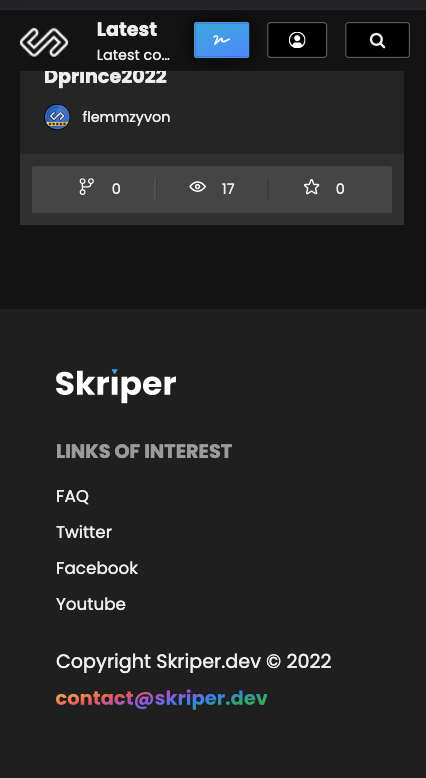 Latest
Latest co...
Dprince2022
flemmzyvon
0 17 0
Skriper
LINKS OF INTEREST
FAQ
Twitter
Facebook
Youtube
Copyright Skriper.dev © 2022
contact@skriper.dev